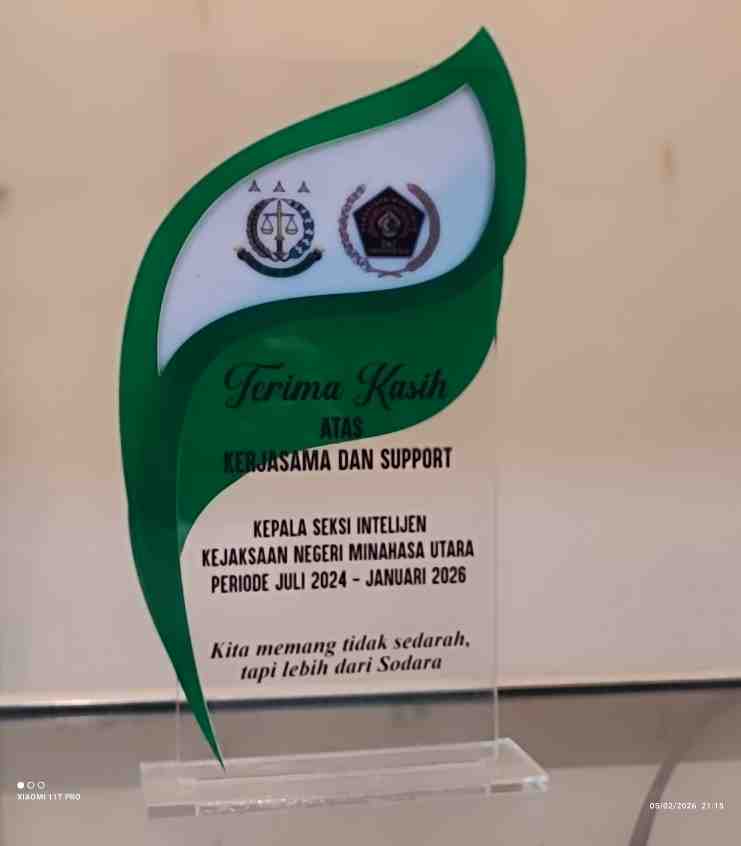 Terima Kasih
ATAS
KERJASAMA DAN SUPPORT
KEPALA SEKSI INTELIJEN
KEJAKSAAN NEGERI MINAHASA UTARA
PERIODE JULI 2024 - JANUARI 2026
Kita memang tidak sedarah,
tapi lebih dari Sodara
XIAOMI 11T PRO
05/02/2026 21:15